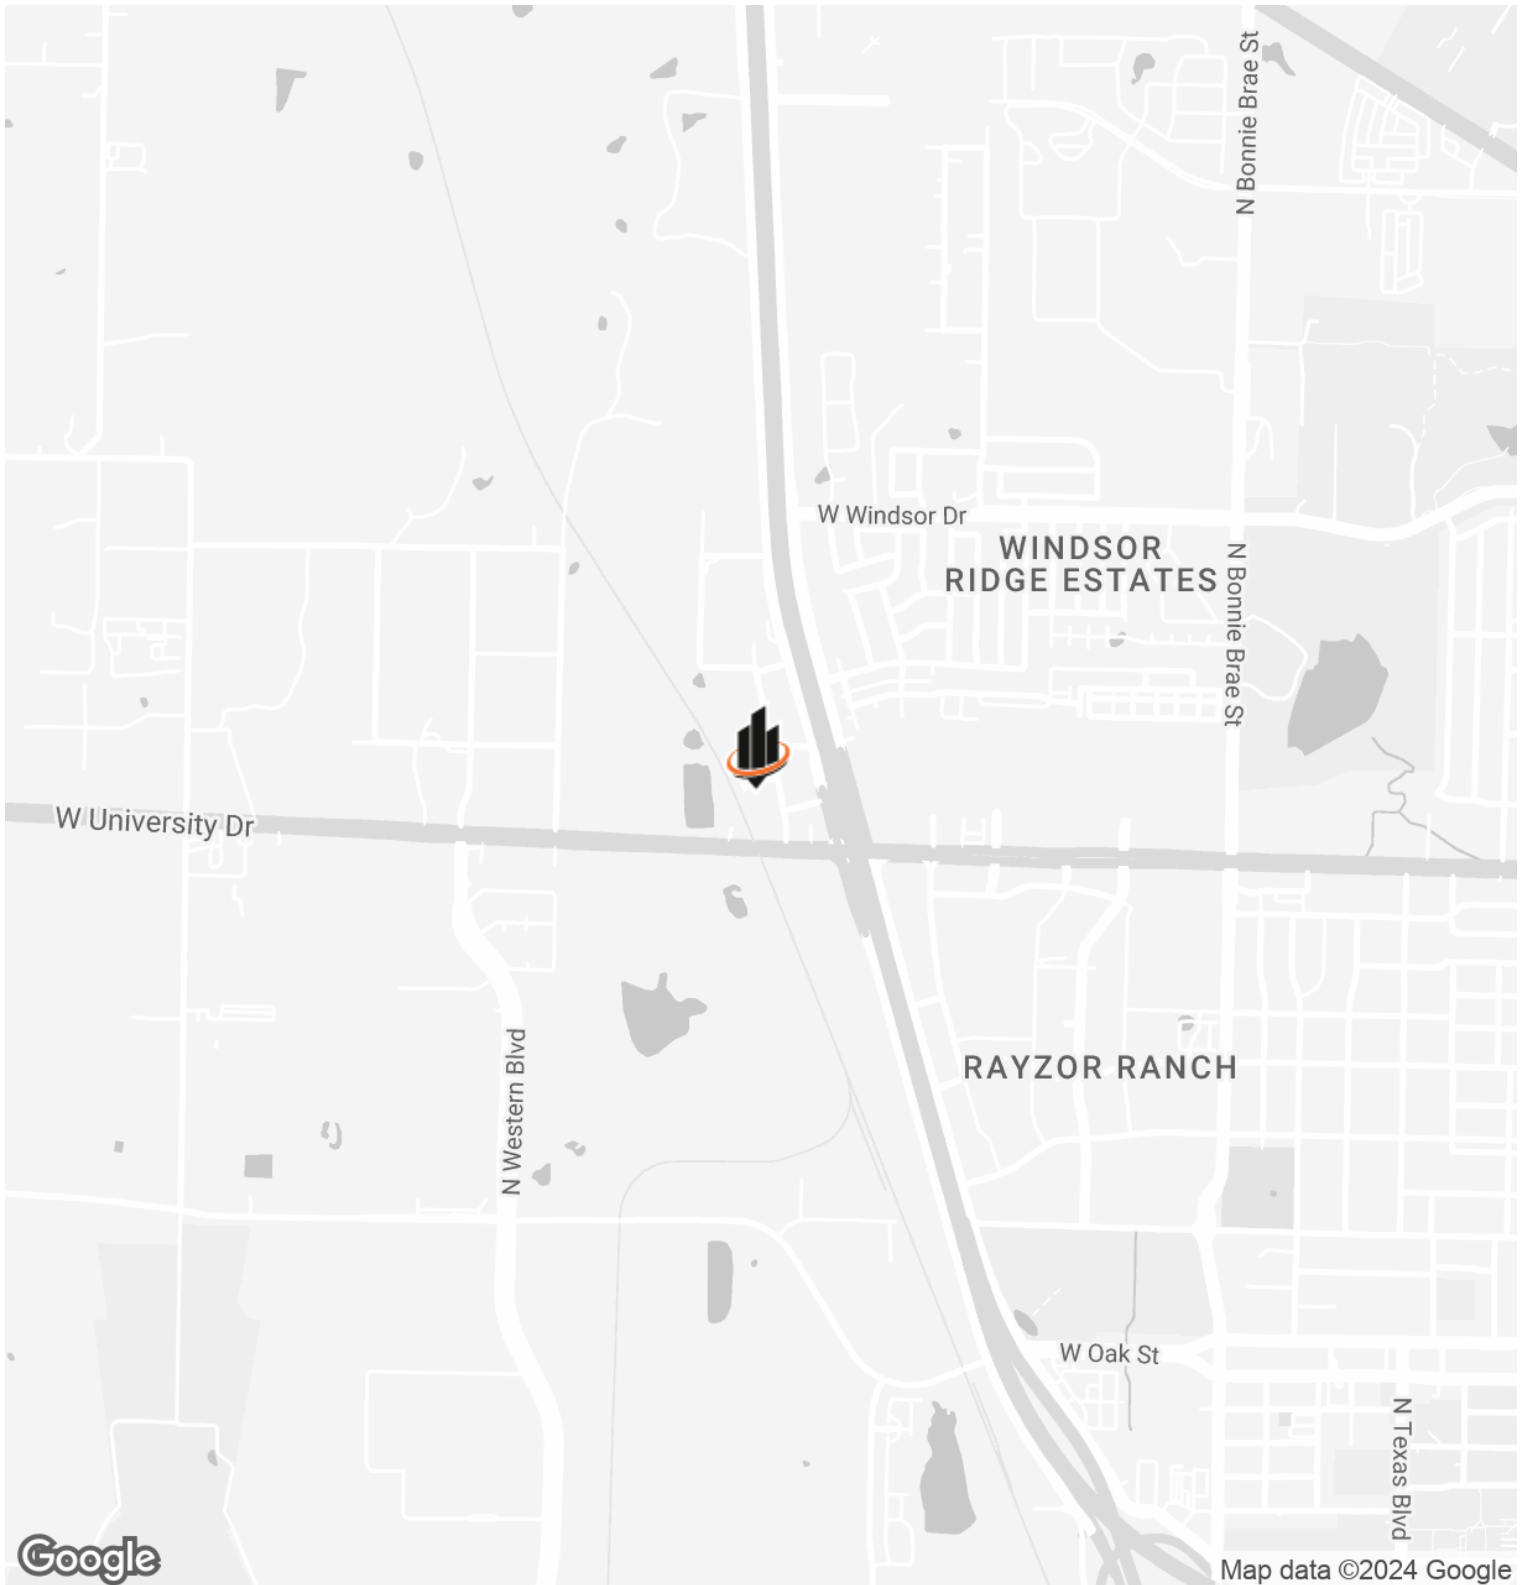 N Bonnie Brae St
W Windsor Dr
WINDSOR
RIDGE ESTATES
N Bonnie Brae St
W University Dr
N Western Blvd
RAYZOR RANCH
W Oak St
N Texas Blvd
Google
Map data ©2024 Google